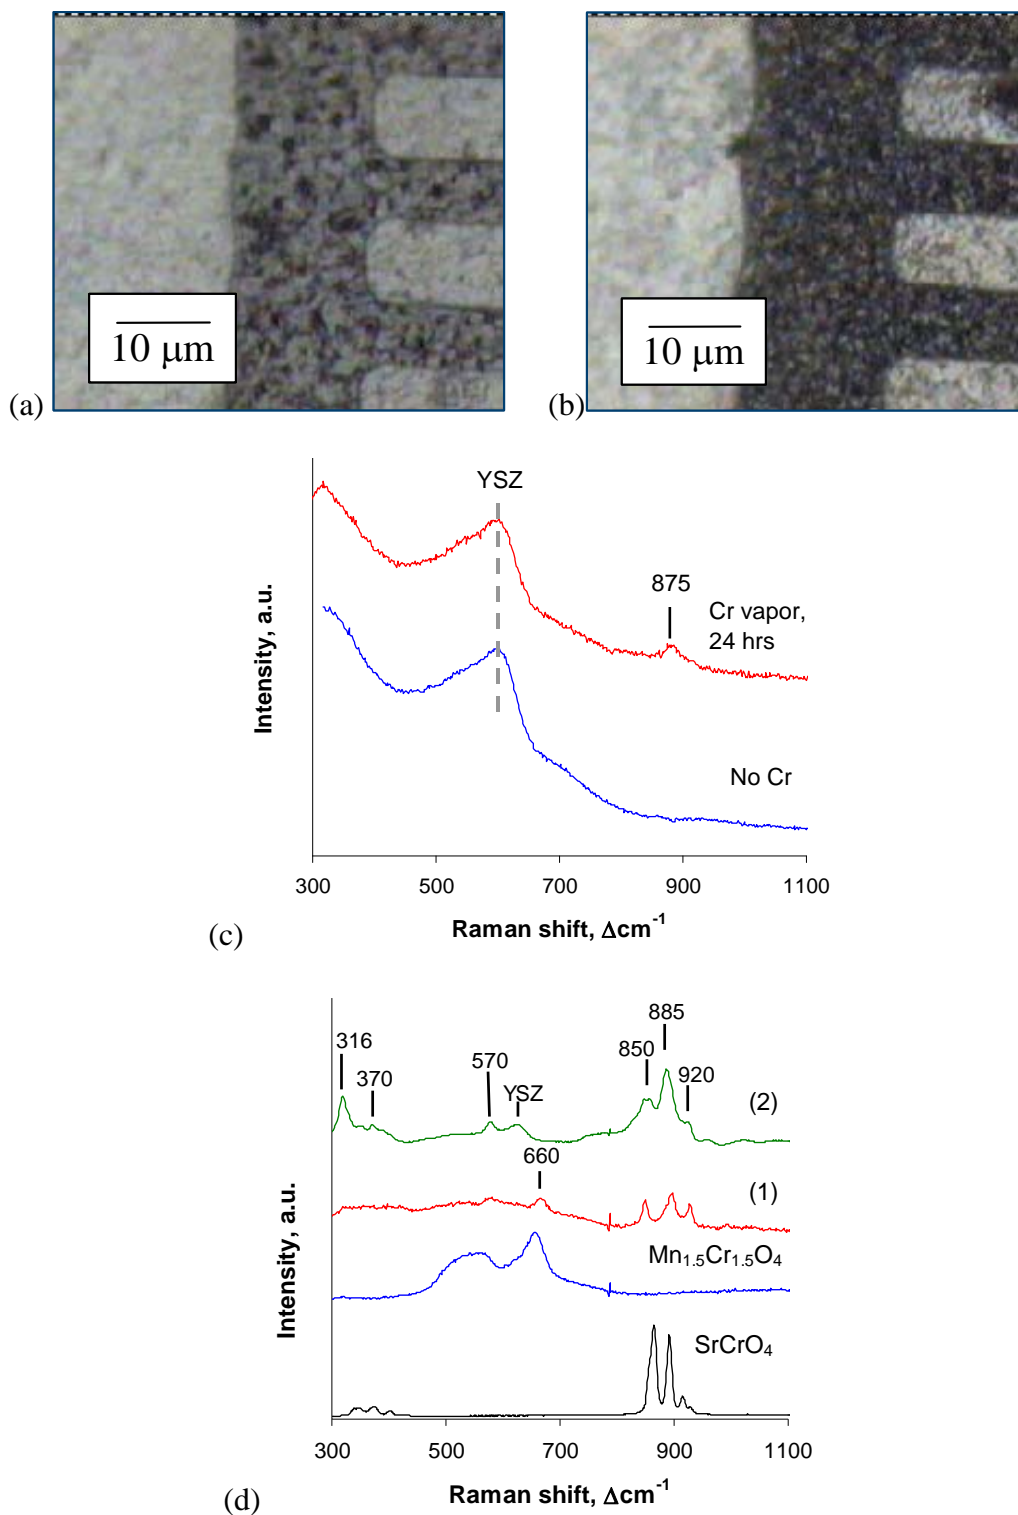 10 μm
10 μm
(a)
(b)
YSZ
875
Cr vapor,
24 hrs
No Cr
Intensity, a.u.
300 500 700 900 1100
Raman shift, Δcm⁻¹
(c)
885
316
850
570
370
YSZ
920
(2)
660
(1)
Mn₁.₅Cr₁.₅O₄
SrCrO₄
Intensity, a.u.
300 500 700 900 1100
Raman shift, Δcm⁻¹
(d)